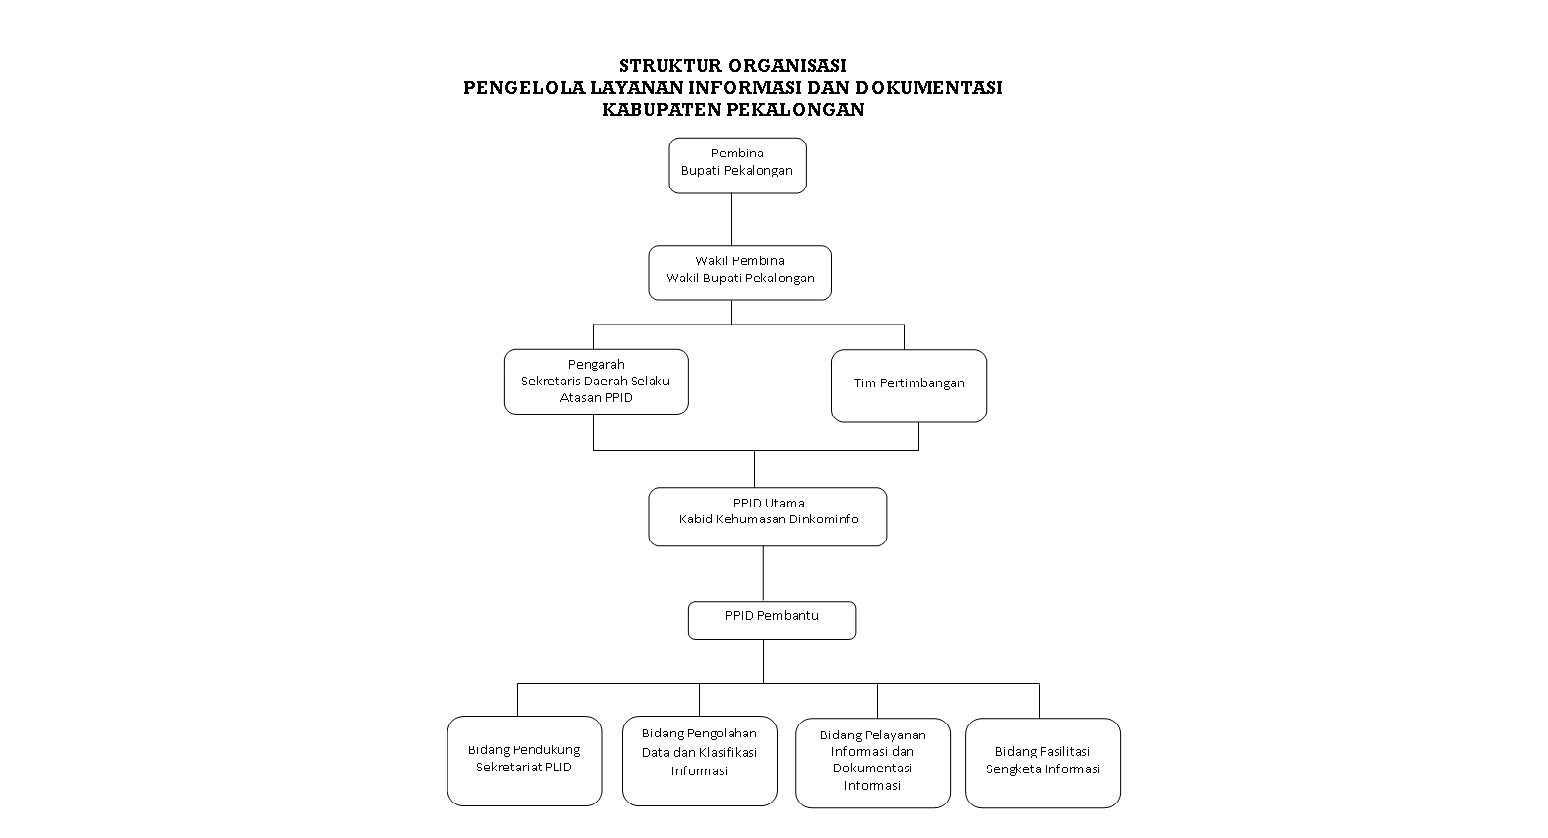 STRUKTUR ORGANISASI
PENGELOLA LAYANAN INFORMASI DAN DOKUMENTASI
KABUPATEN PEKALONGAN
Pembina
Bupati Pekalongan
Wakil Pembina
Wakil Bupati Pekalongan
Pengarah
Sekretaris Daerah Selaku
Atasan PPID
Tim Pertimbangan
PPID Utama
Kabid Kehumasan Dinkominfo
PPID Pembantu
Bidang Pendukung
Sekretariat PLID
Bidang Pengolahan
Data dan Klasifikasi
Informasi
Bidang Pelayanan
Informasi dan
Dokumentasi
Informasi
Bidang Fasilitasi
Sengketa Informasi